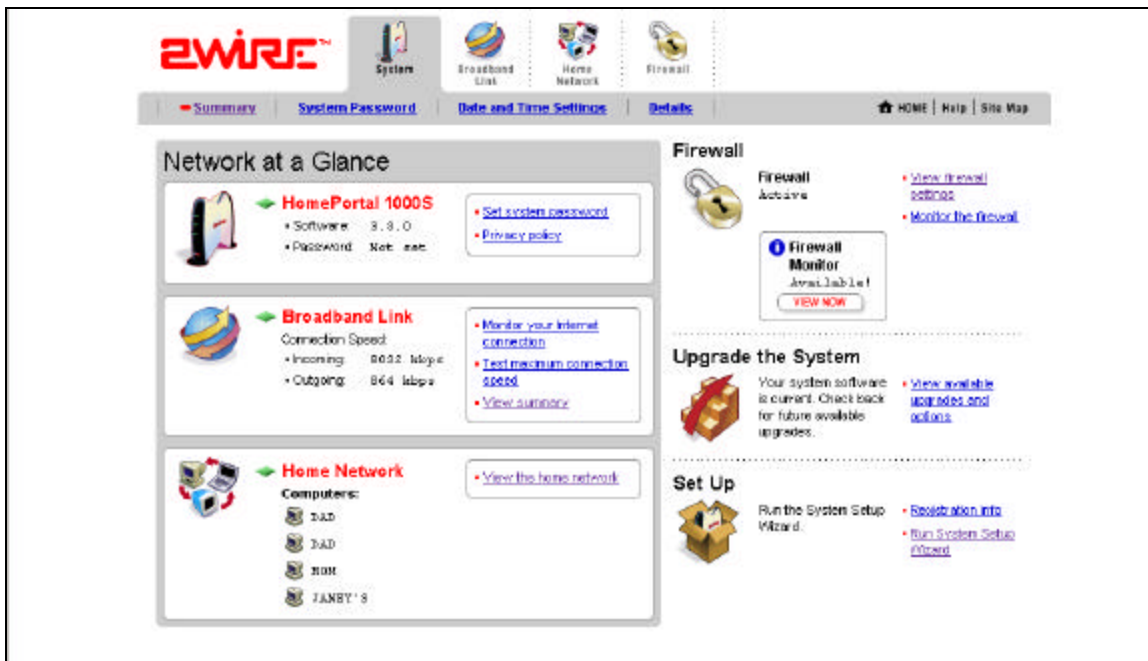 2WIRE™
System
Broadband Link
Home Network
Firewall
Summary
System Password
Date and Time Settings
Details
HOME | Help | Site Map
Network at a Glance
HomePortal 1000S
• Software: 3.3.0
• Password: Not set
• Set system password
• Privacy policy
Broadband Link
Connection Speed:
• Incoming: 8032 kbps
• Outgoing: 864 kbps
• Monitor your Internet
connection
• Test maximum connection
speed
• View summary
Home Network
Computers:
DAD
DAD
MOM
JANEY'S
• View the home network
Firewall
Firewall
Active
• View firewall
settings
• Monitor the firewall
Firewall
Monitor
Available!
VIEW NOW
Upgrade the System
Your system software
is current. Check back
for future available
upgrades.
• View available
upgrades and
options
Set Up
Run the System Setup
Wizard.
• Registration info
• Run System Setup
Wizard